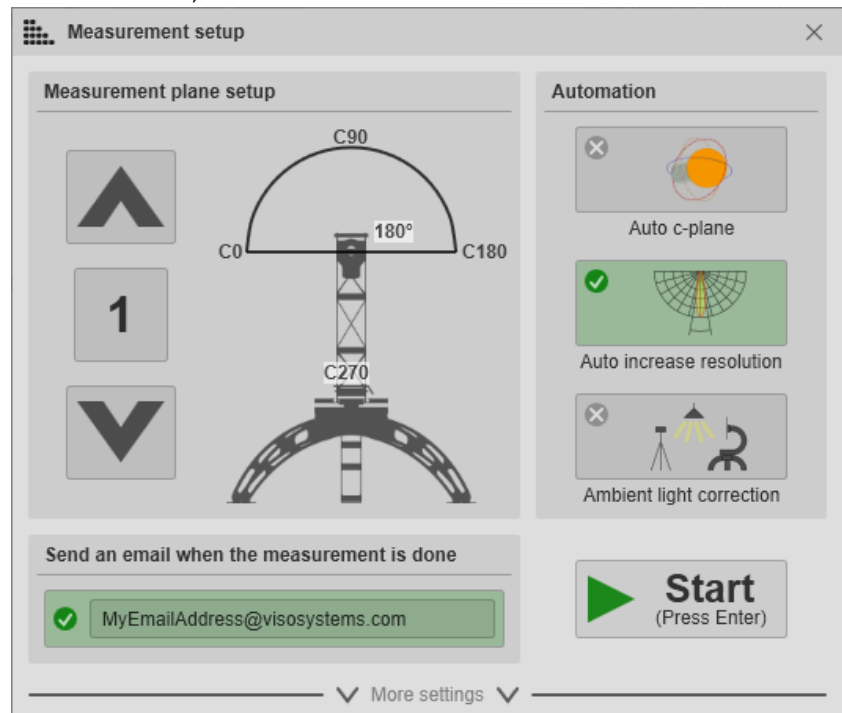 Measurement setup
Measurement plane setup
C90
180°
C0
C180
1
C270
Automation
Auto c-plane
Auto increase resolution
Ambient light correction
Send an email when the measurement is done
MyEmailAddress@visosystems.com
Start
(Press Enter)
More settings